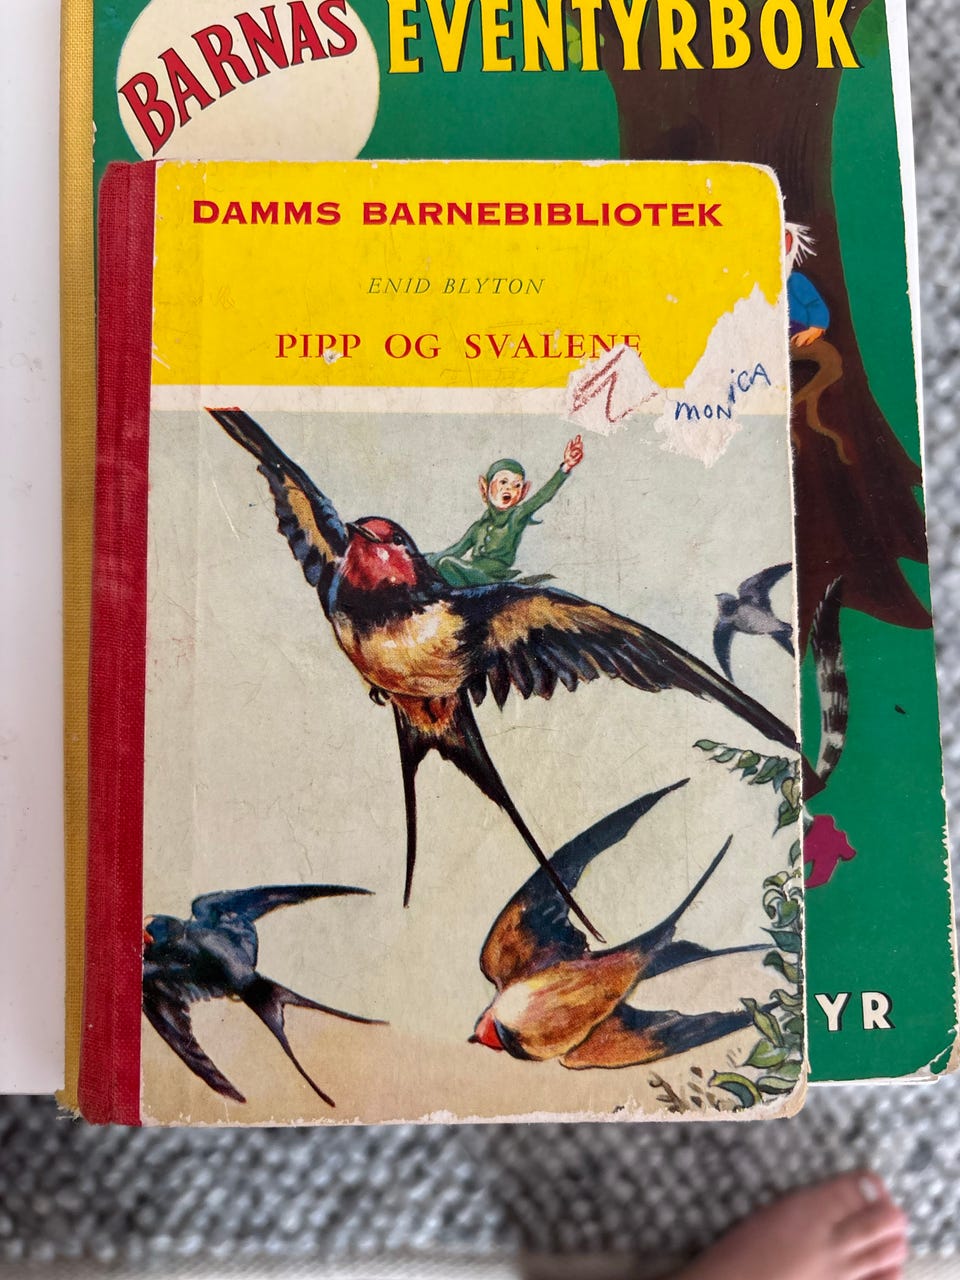 BARNAS EVENTYRBOK
DAMMS BARNEBIBLIOTEK
ENID BLYTON
PIPP OG SVALENE
MONiCA
YR